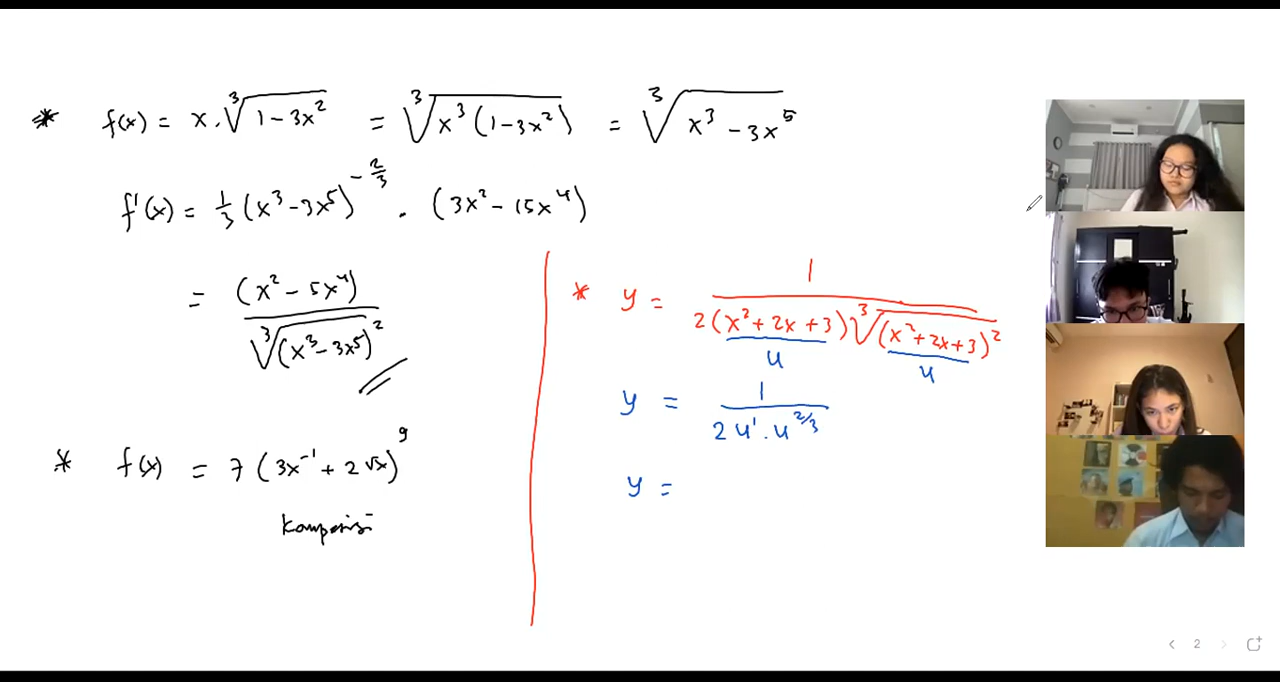 * f(x) = x . ∛(1 - 3x²) = ∛(x³ (1-3x²)) = ∛(x³ - 3x⁵)
f'(x) = 1/3 (x³ - 3x⁵)^(-2/3) . (3x² - 15x⁴)
= (x² - 5x⁴) / ∛((x³ - 3x⁵)²)
* f(x) = 7 (3x⁻¹ + 2√x)⁹
Komposisi
* y = 1 / (2(x² + 2x + 3) ∛((x² + 2x + 3)²))
u u
y = 1 / (2u¹ . u^(2/3))
y =
2